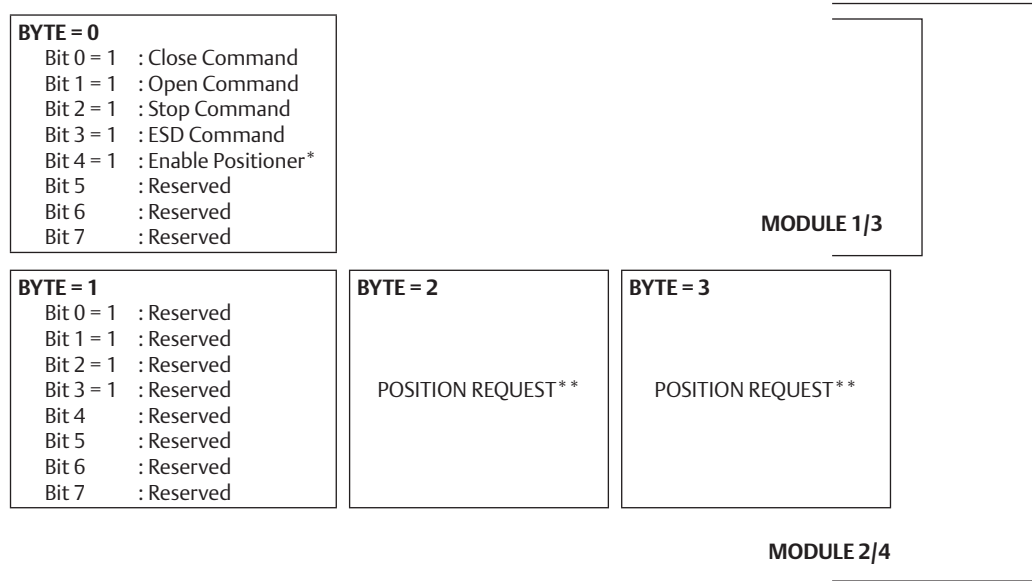 BYTE = 0
Bit 0 = 1 : Close Command
Bit 1 = 1 : Open Command
Bit 2 = 1 : Stop Command
Bit 3 = 1 : ESD Command
Bit 4 = 1 : Enable Positioner*
Bit 5 : Reserved
Bit 6 : Reserved
Bit 7 : Reserved
MODULE 1/3
BYTE = 1
Bit 0 = 1 : Reserved
Bit 1 = 1 : Reserved
Bit 2 = 1 : Reserved
Bit 3 = 1 : Reserved
Bit 4 : Reserved
Bit 5 : Reserved
Bit 6 : Reserved
Bit 7 : Reserved
BYTE = 2
POSITION REQUEST**
BYTE = 3
POSITION REQUEST**
MODULE 2/4